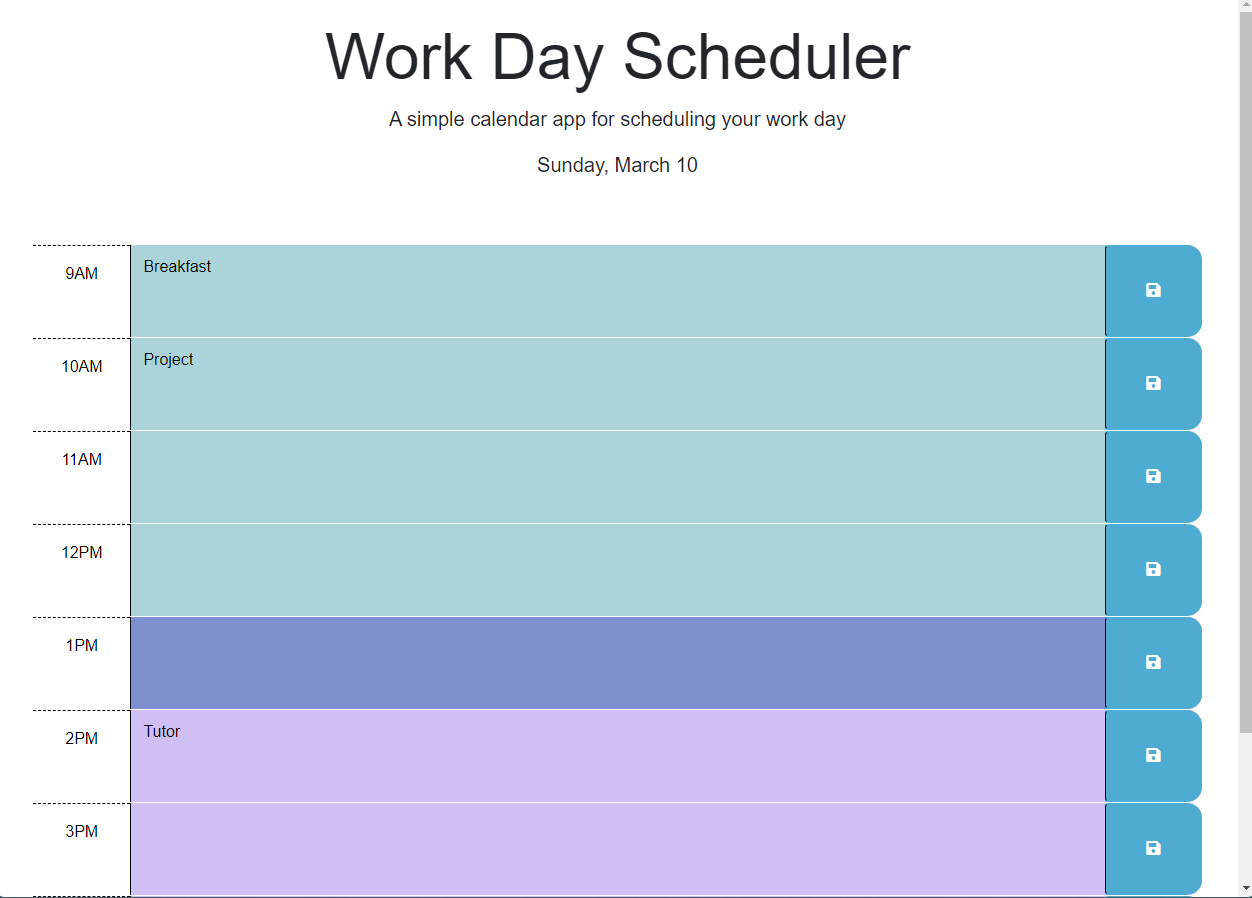 Work Day Scheduler
A simple calendar app for scheduling your work day
Sunday, March 10
9AM
Breakfast
10AM
Project
11AM
12PM
1PM
2PM
Tutor
3PM